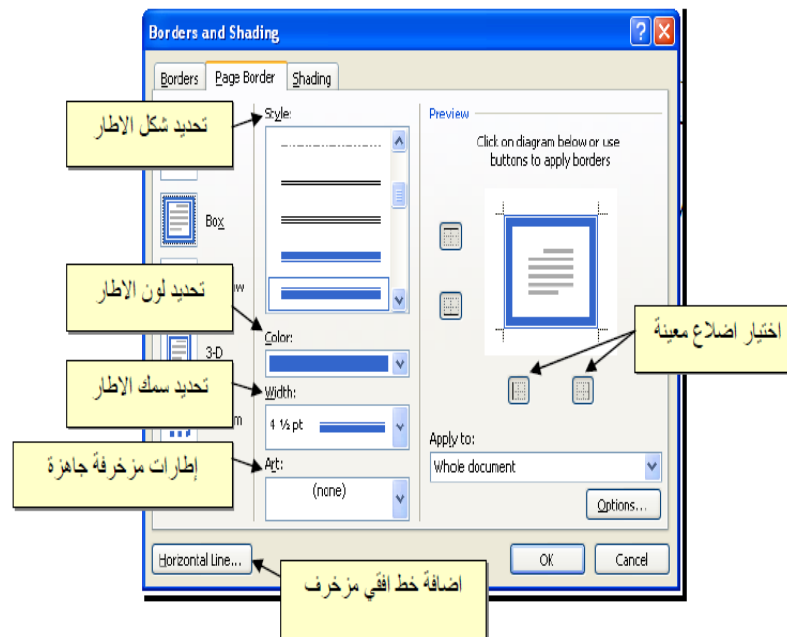 Borders and Shading
Borders Page Border Shading
تحديد شكل الاطار
Style:
Preview
Click on diagram below or use
buttons to apply borders
Box
تحديد لون الاطار
w
اختيار اضلاع معينة
Color:
3-D
تحديد سمك الاطار
Width:
m
4 ½ pt
إطارات مزخرفة جاهزة
Art:
(none)
Apply to:
Whole document
Options...
Horizontal Line...
OK Cancel
اضافة خط افقي مزخرف